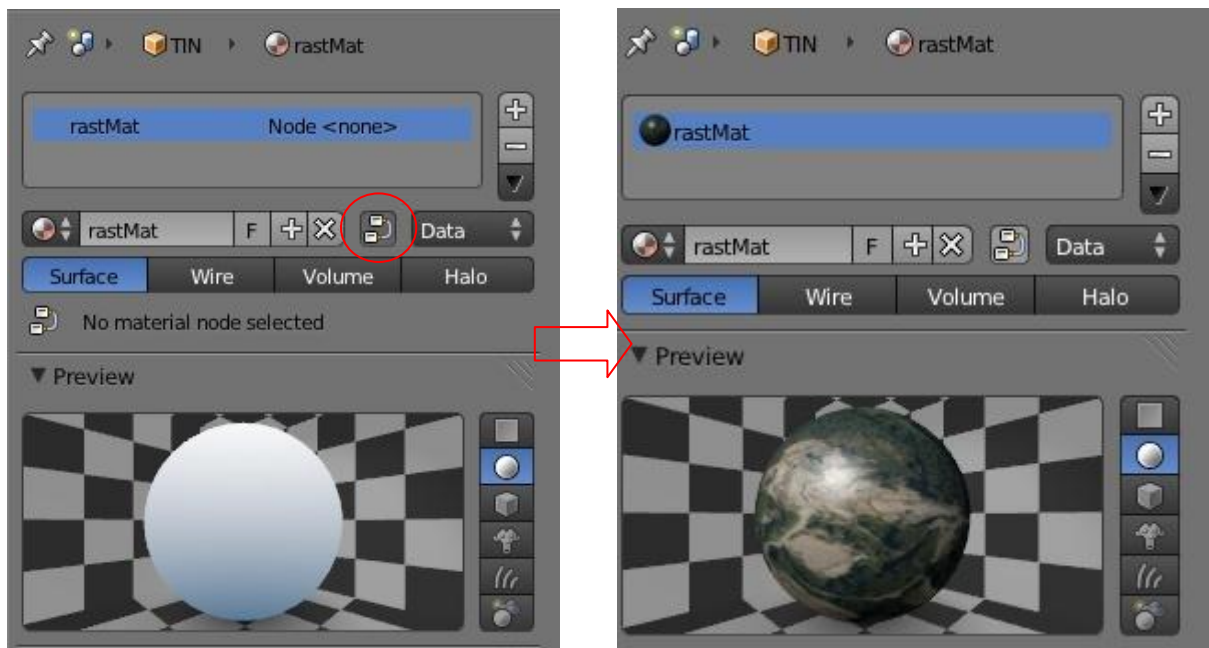 TIN rastMat
rastMat Node <none>
rastMat F Data
Surface Wire Volume Halo
No material node selected
Preview
TIN rastMat
rastMat
rastMat F Data
Surface Wire Volume Halo
Preview